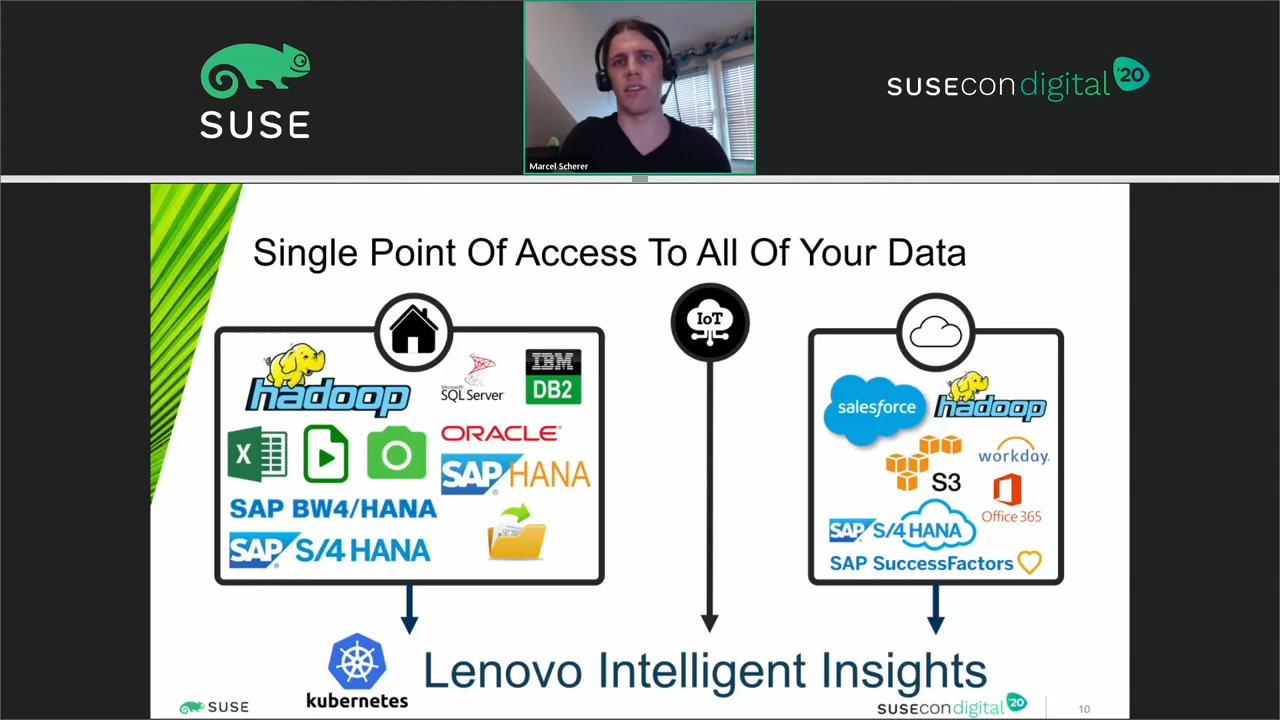 SUSE
SUSECON digital '20
Marcel Scherer
Single Point Of Access To All Of Your Data
IoT
hadoop
Microsoft
SQL Server
IBM
DB2
X
ORACLE
SAP HANA
SAP BW4/HANA
SAP S/4 HANA
salesforce
hadoop
workday.
S3
Office 365
SAP S/4 HANA
SAP SuccessFactors
kubernetes
Lenovo Intelligent Insights
SUSE
SUSECON digital '20
10